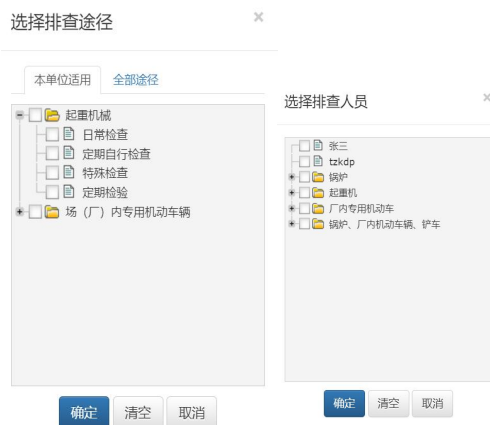 选择排查途径
×
本单位适用
全部途径
起重机械
日常检查
定期自行检查
特殊检查
定期检验
场（厂）内专用机动车辆
确定
清空
取消
选择排查人员
×
张三
tzkdp
锅炉
起重机
厂内专用机动车
锅炉、厂内机动车辆、铲车
确定
清空
取消